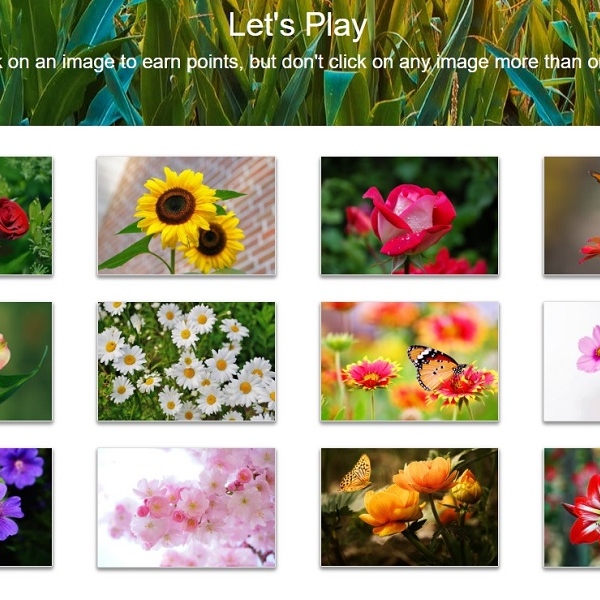 Let's Play
on an image to earn points, but don't click on any image more than